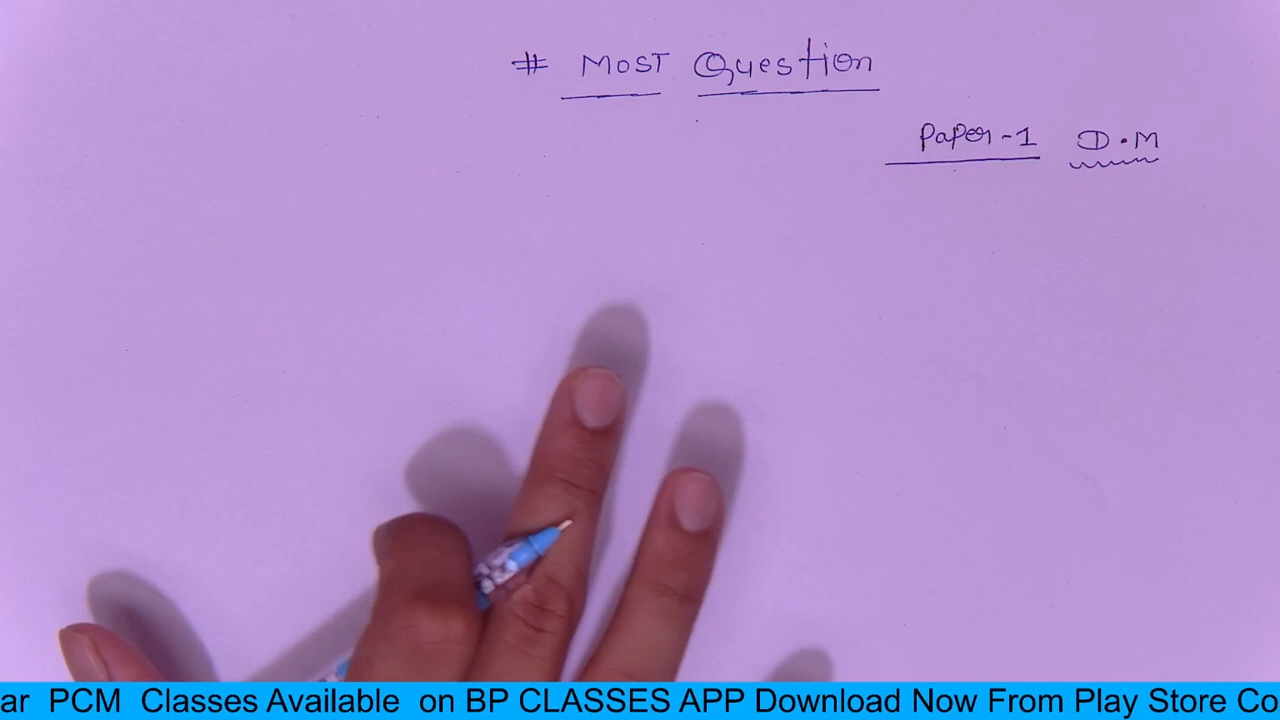 # MOST Question
Paper-1 D.M
ar PCM Classes Available on BP CLASSES APP Download Now From Play Store Co